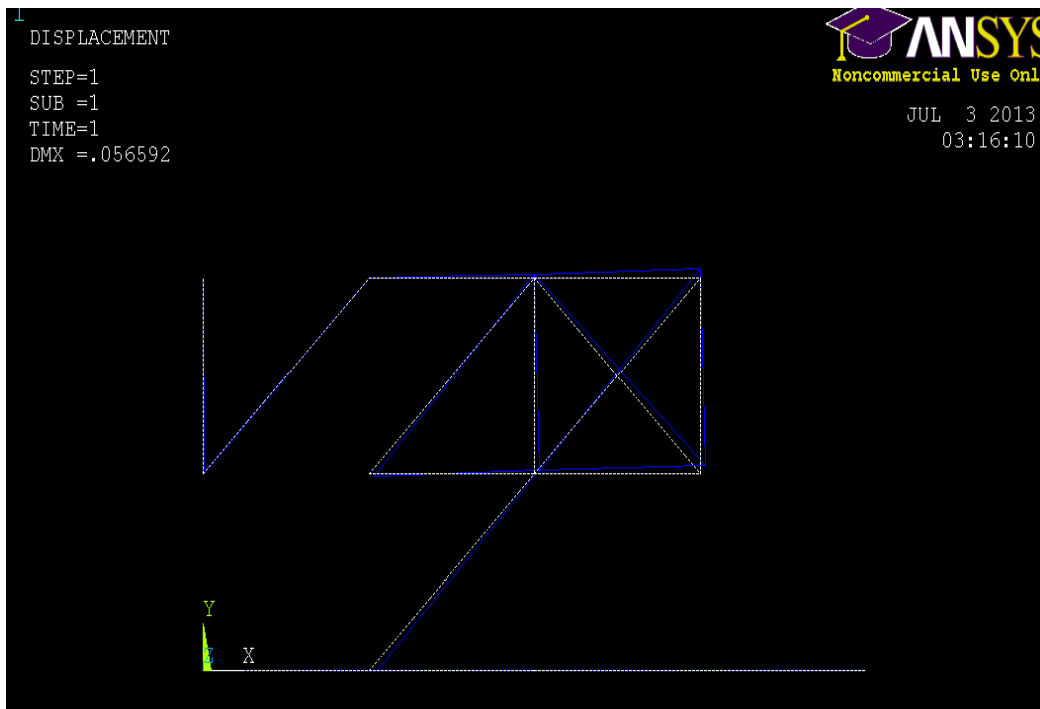 1
DISPLACEMENT
STEP=1
SUB =1
TIME=1
DMX =.056592
ANSYS
Noncommercial Use Onl
JUL  3 2013
03:16:10
Y
Z X